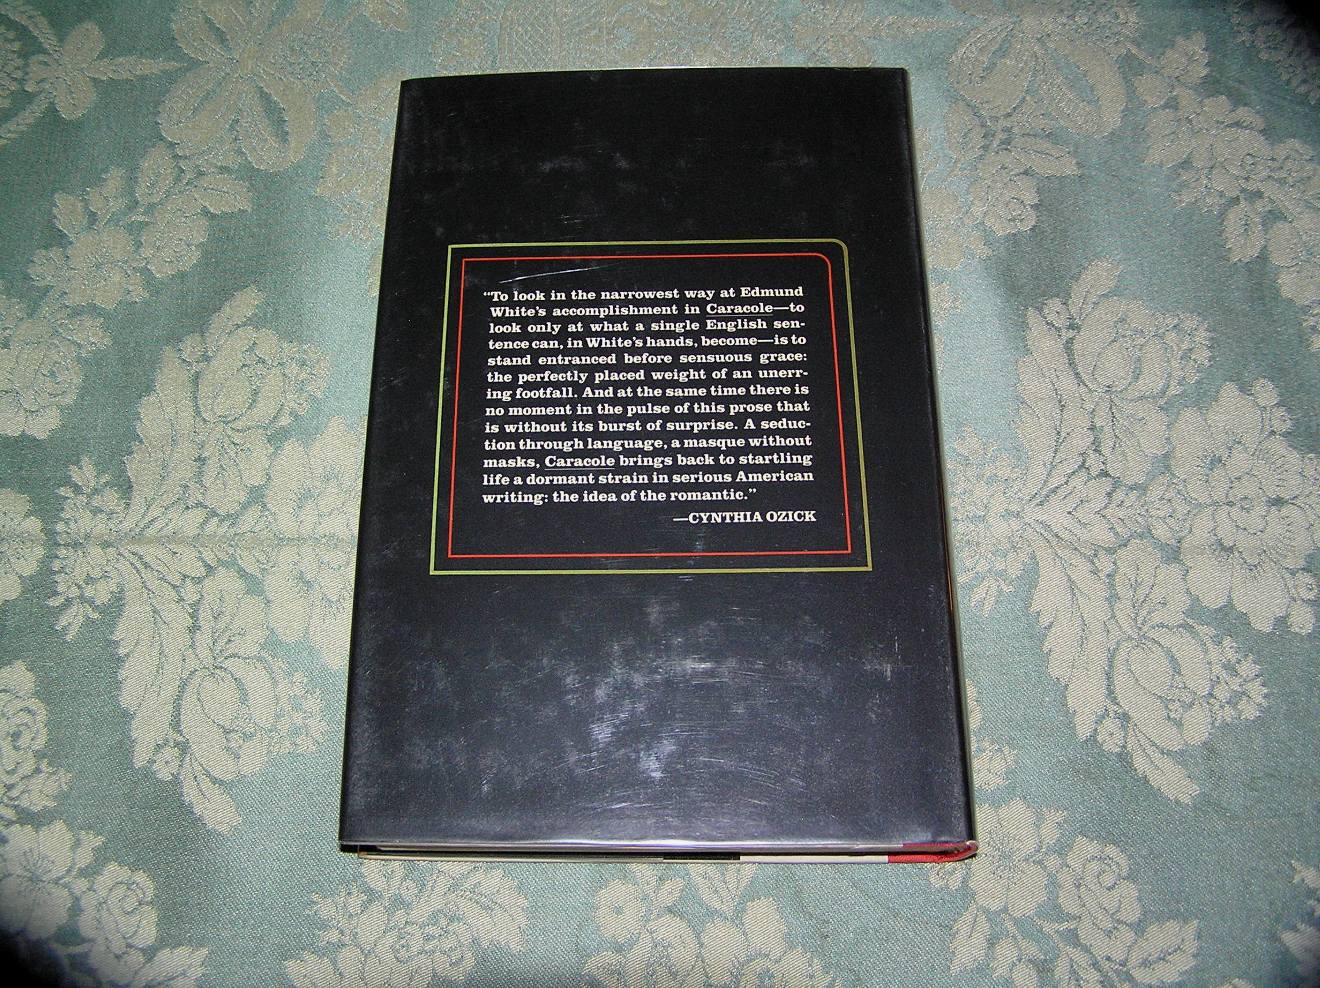 “To look in the narrowest way at Edmund
White's accomplishment in Caracole—to
look only at what a single English sen-
tence can, in White's hands, become—is to
stand entranced before sensuous grace:
the perfectly placed weight of an unerr-
ing footfall. And at the same time there is
no moment in the pulse of this prose that
is without its burst of surprise. A seduc-
tion through language, a masque without
masks, Caracole brings back to startling
life a dormant strain in serious American
writing: the idea of the romantic.”
—CYNTHIA OZICK